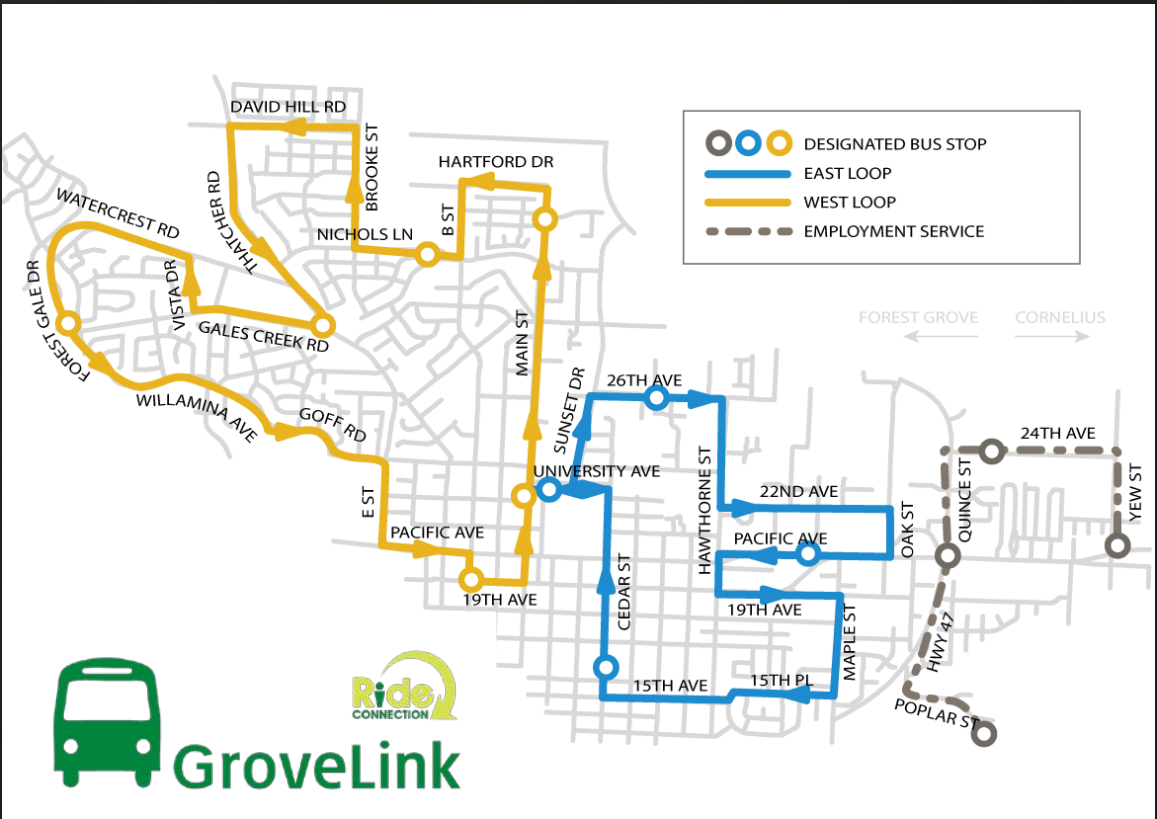 DAVID HILL RD
BROOKE ST
HARTFORD DR
DESIGNATED BUS STOP
EAST LOOP
WEST LOOP
EMPLOYMENT SERVICE
THATCHER RD
WATERCREST RD
NICHOLS LN
B ST
VISTA DR
FOREST GALE DR
GALES CREEK RD
MAIN ST
FOREST GROVE
CORNELIUS
SUNSET DR
26TH AVE
WILLAMINA AVE
GOFF RD
24TH AVE
UNIVERSITY AVE
HAWTHORNE ST
22ND AVE
QUINCE ST
YEW ST
E ST
PACIFIC AVE
PACIFIC AVE
OAK ST
19TH AVE
CEDAR ST
19TH AVE
MAPLE ST
HWY 47
15TH AVE
15TH PL
POPLAR ST
Ride
CONNECTION
GroveLink